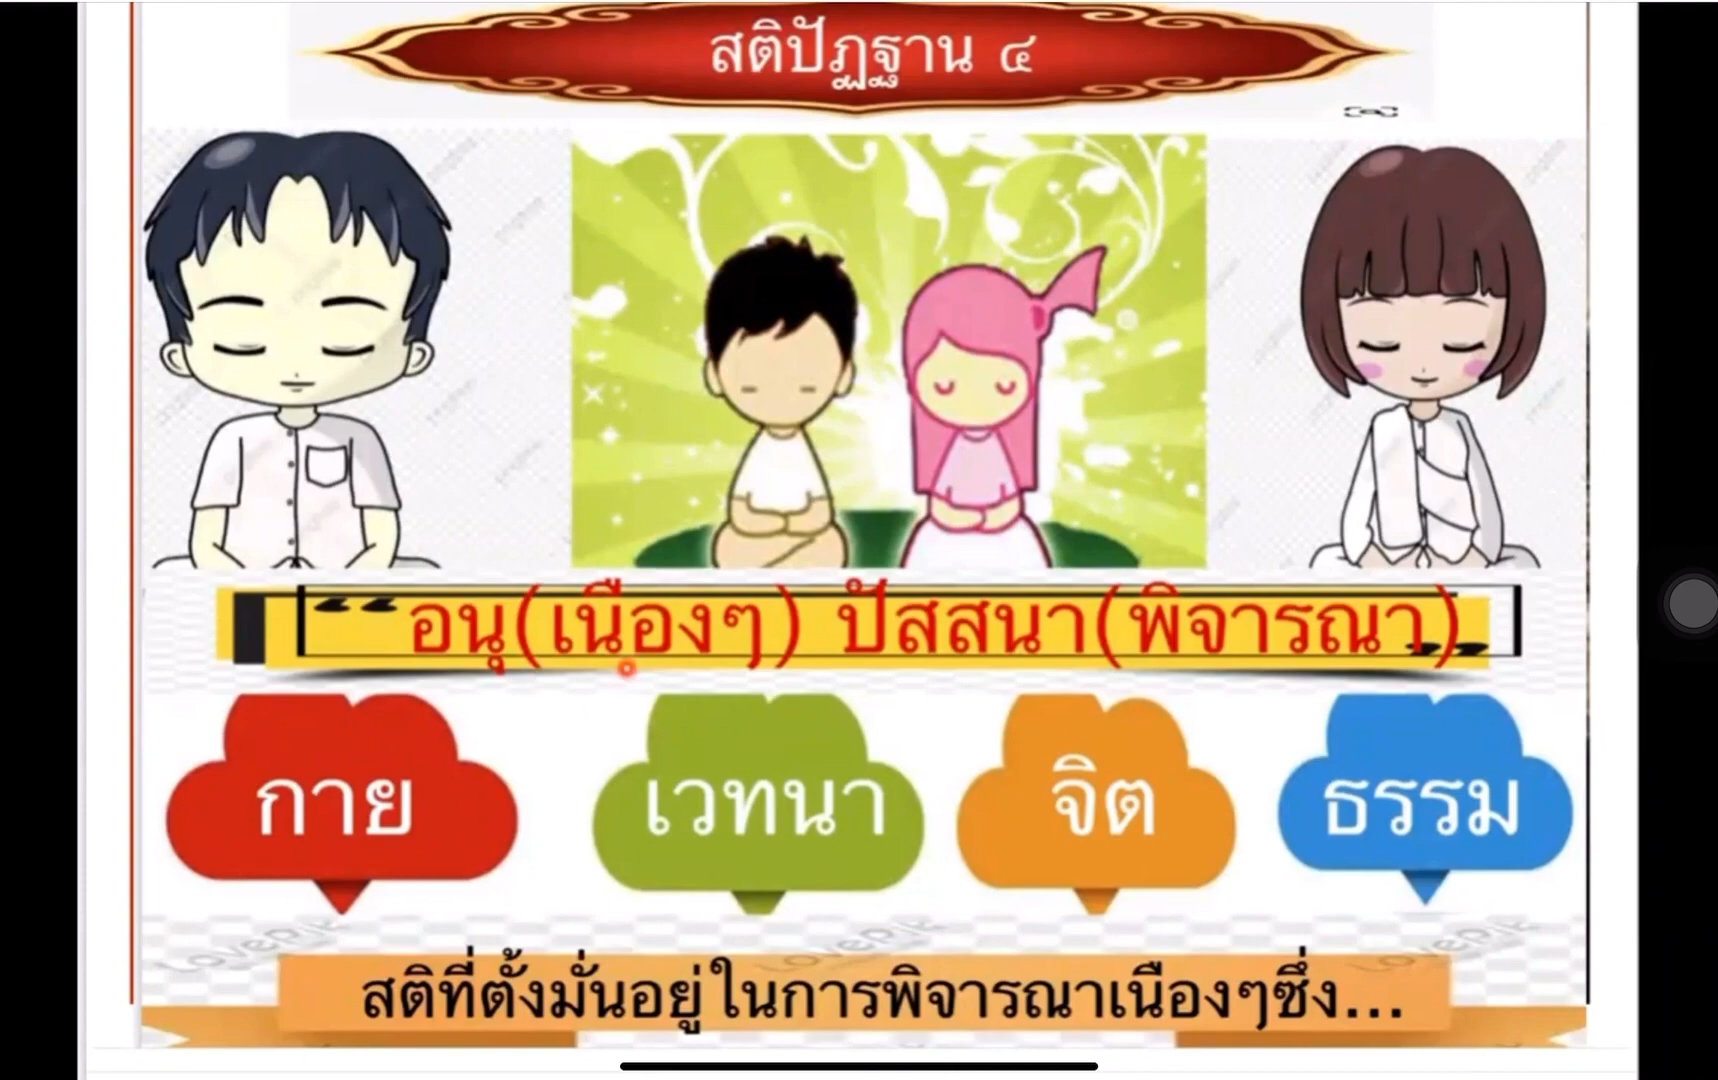 สติปัฏฐาน ๔
“อนุ(เนืองๆ) ปัสสนา(พิจารณา)”
กาย เวทนา จิต ธรรม
สติที่ตั้งมั่นอยู่ในการพิจารณาเนืองๆซึ่ง...